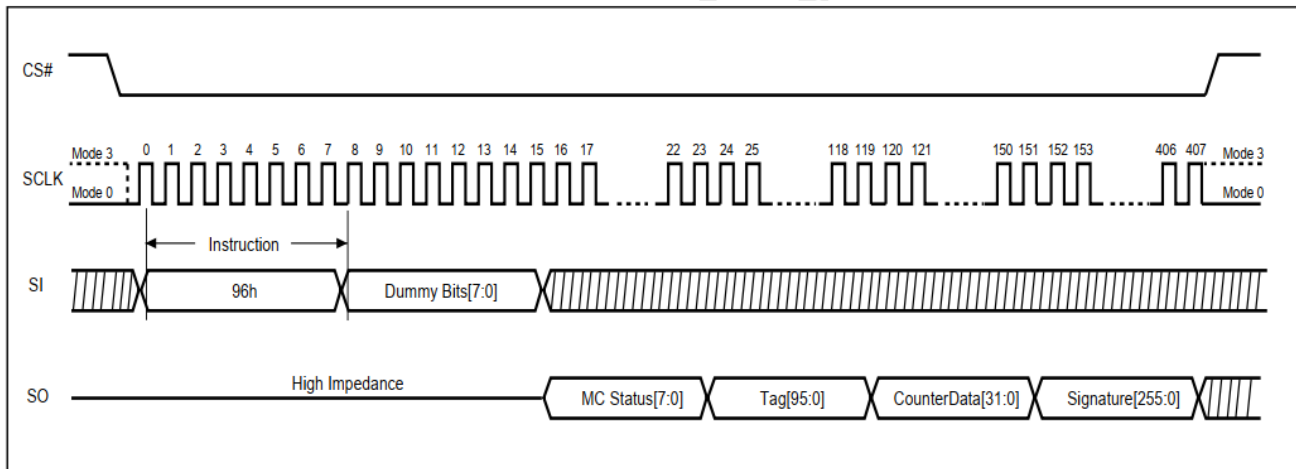 CS#
0 1 2 3 4 5 6 7 8 9 10 11 12 13 14 15 16 17 22 23 24 25 118 119 120 121 150 151 152 153 406 407
Mode 3 Mode 3
SCLK
Mode 0 Mode 0
Instruction
SI 96h Dummy Bits[7:0]
High Impedance
SO MC Status[7:0] Tag[95:0] CounterData[31:0] Signature[255:0]